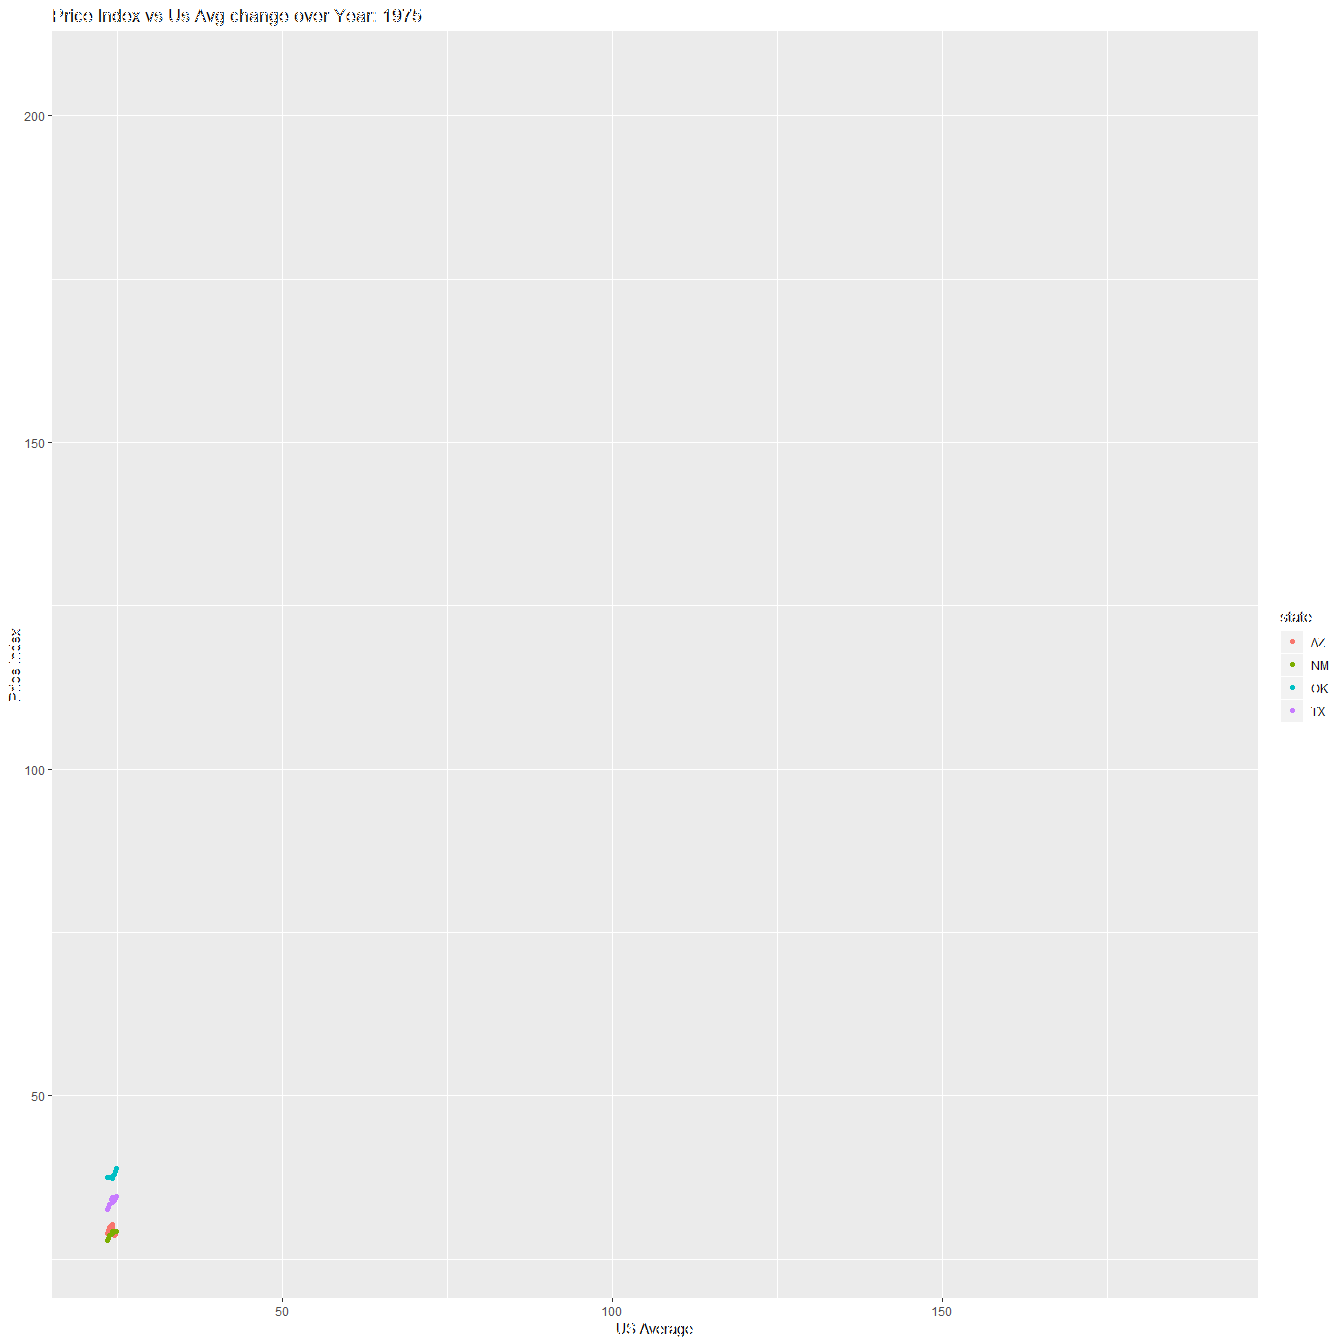 Price Index vs Us Avg change over Year: 1975
200
150
100
50
Price Index
50
100
150
US Average
state
AZ
NM
OK
TX